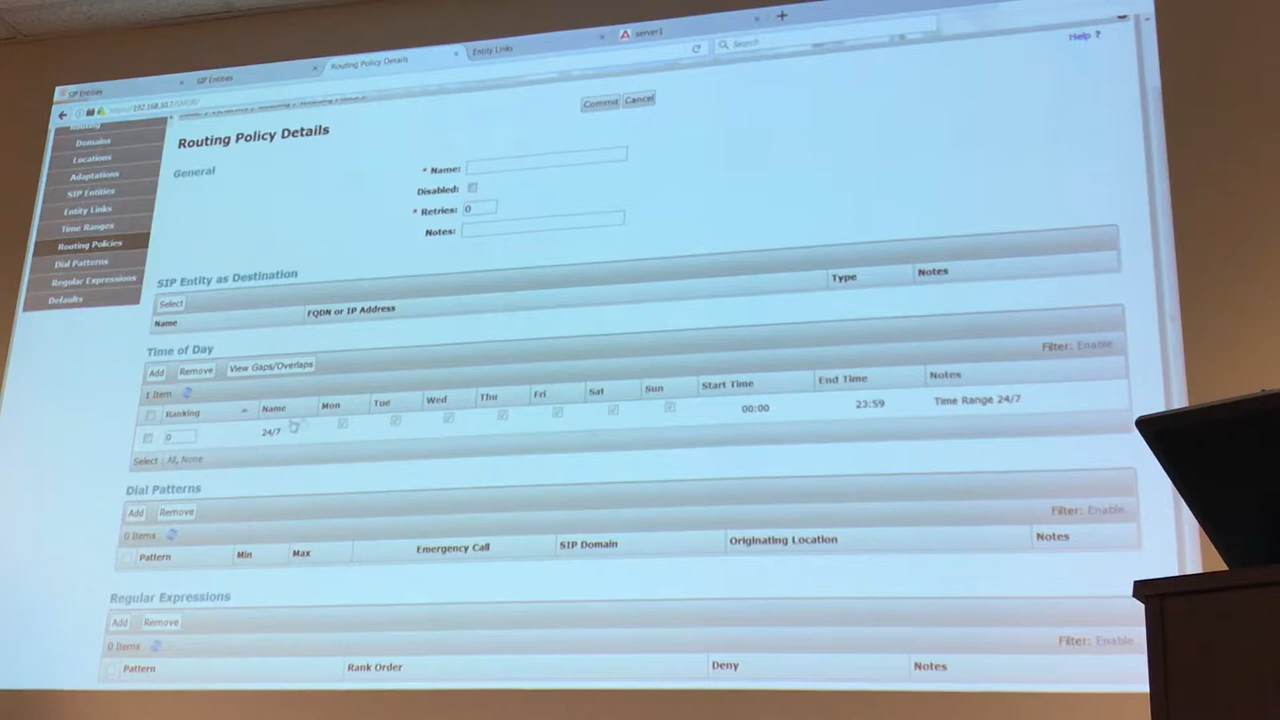 SIP Entities
SIP Entities
Routing Policy Details
Entity Links
server1
192.168.10.7/SMGR/
Search
Help ?
Routing
Domains
Locations
Adaptations
SIP Entities
Entity Links
Time Ranges
Routing Policies
Dial Patterns
Regular Expressions
Defaults
Commit Cancel
Routing Policy Details
General
* Name:
Disabled:
* Retries: 0
Notes:
SIP Entity as Destination
Select
Name FQDN or IP Address Type Notes
Time of Day
Add Remove View Gaps/Overlaps
1 Item Filter: Enable
Ranking Name Mon Tue Wed Thu Fri Sat Sun Start Time End Time Notes
0 24/7 00:00 23:59 Time Range 24/7
Select : All, None
Dial Patterns
Add Remove
0 Items Filter: Enable
Pattern Min Max Emergency Call SIP Domain Originating Location Notes
Regular Expressions
Add Remove
0 Items Filter: Enable
Pattern Rank Order Deny Notes